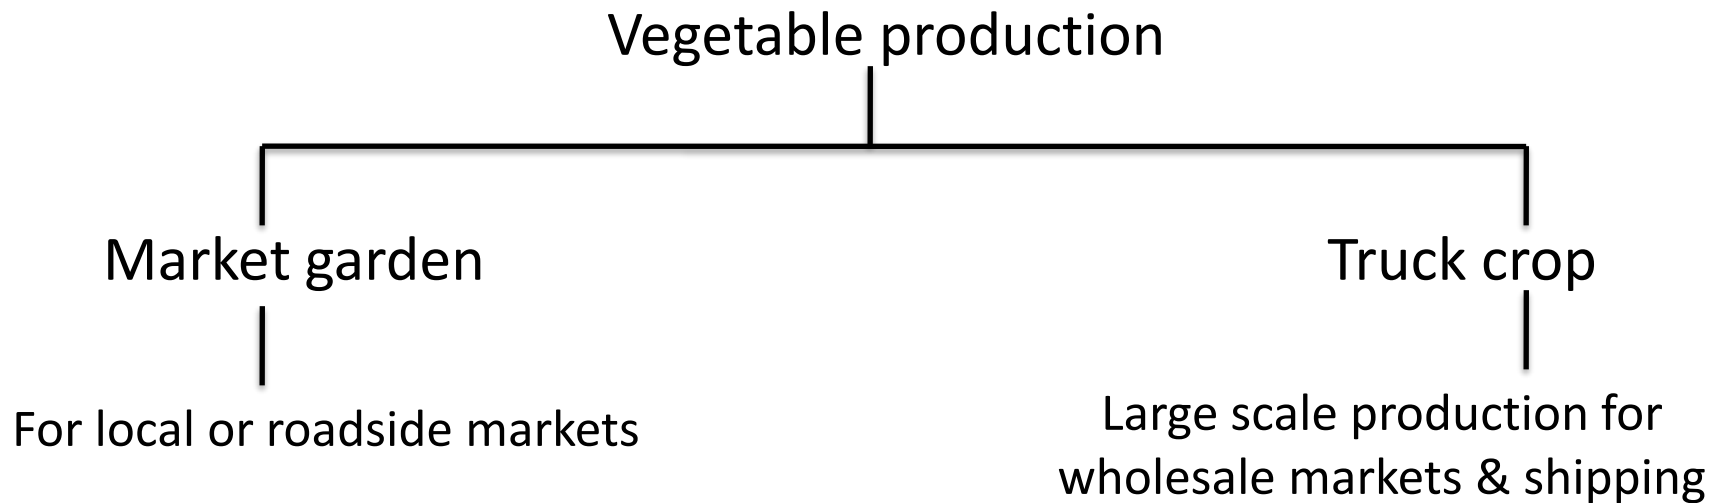 Vegetable production
Market garden
Truck crop
For local or roadside markets
Large scale production for
wholesale markets & shipping